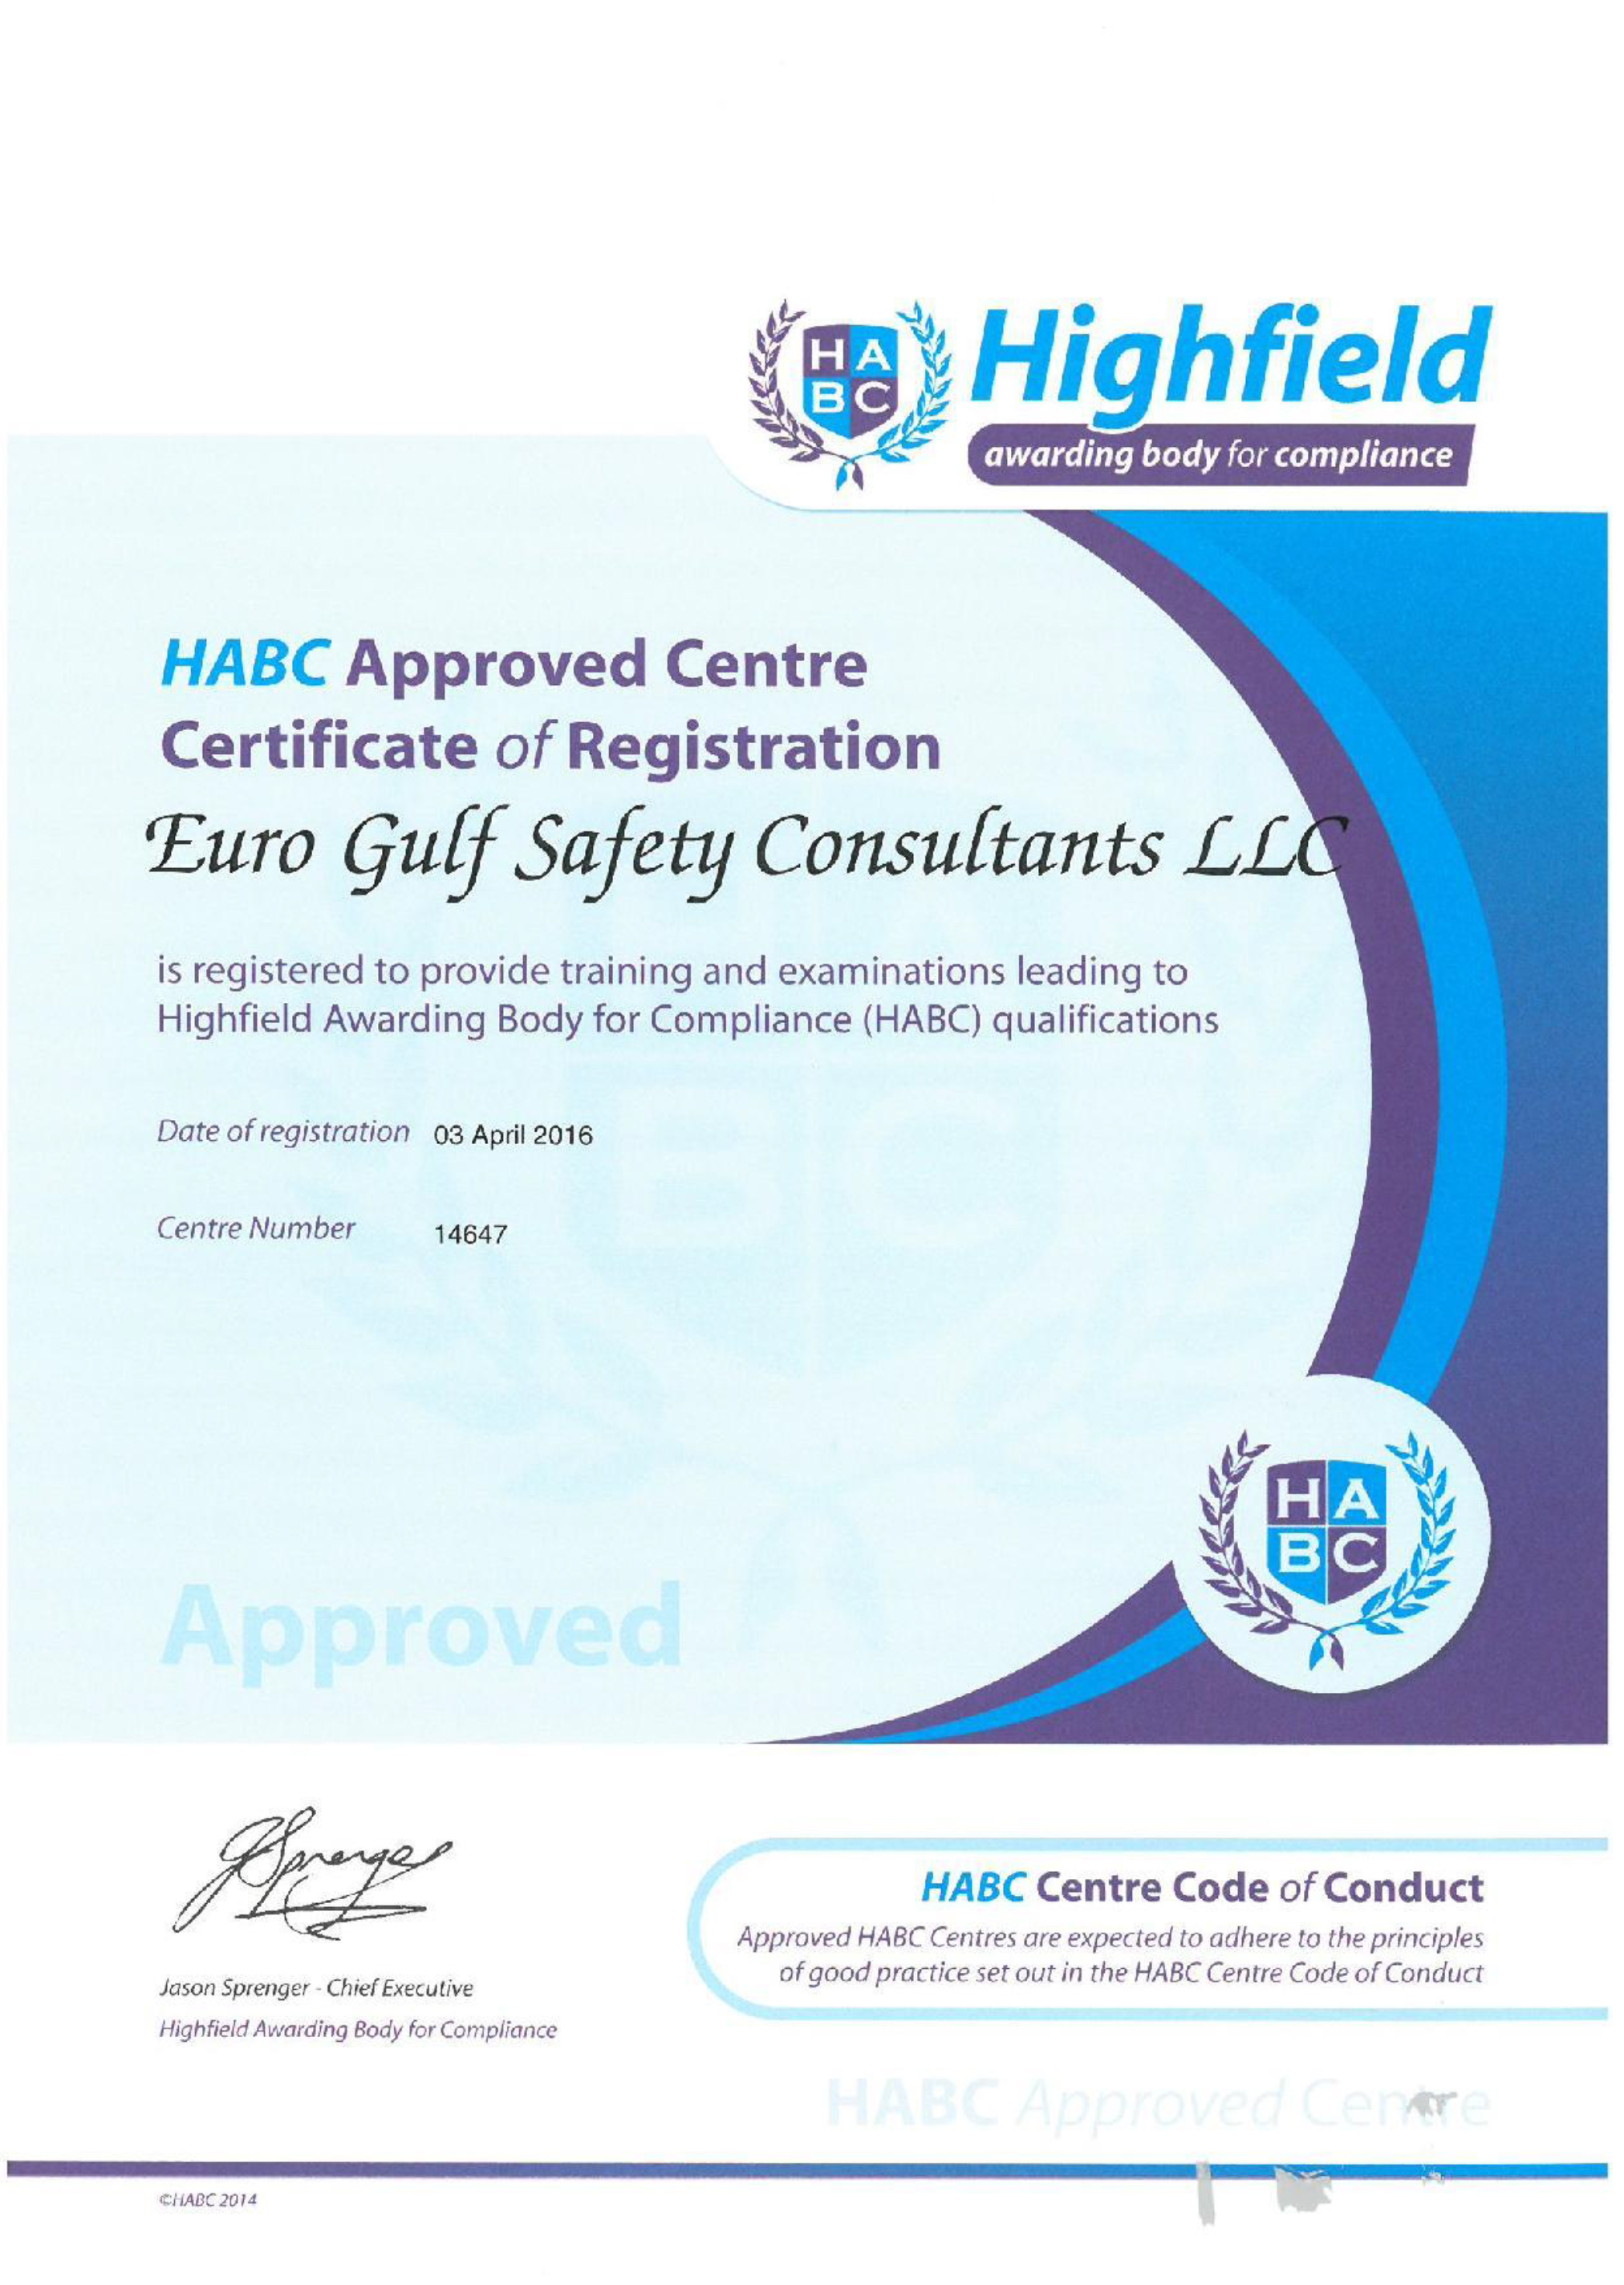 HA
BC
Highfield
awarding body for compliance
HABC Approved Centre
Certificate of Registration
Euro Gulf Safety Consultants LLC
is registered to provide training and examinations leading to
Highfield Awarding Body for Compliance (HABC) qualifications
Date of registration 03 April 2016
Centre Number 14647
HA
BC
Approved
JSprenger
Jason Sprenger - Chief Executive
Highfield Awarding Body for Compliance
HABC Centre Code of Conduct
Approved HABC Centres are expected to adhere to the principles
of good practice set out in the HABC Centre Code of Conduct
HABC Approved Centre
©HABC 2014